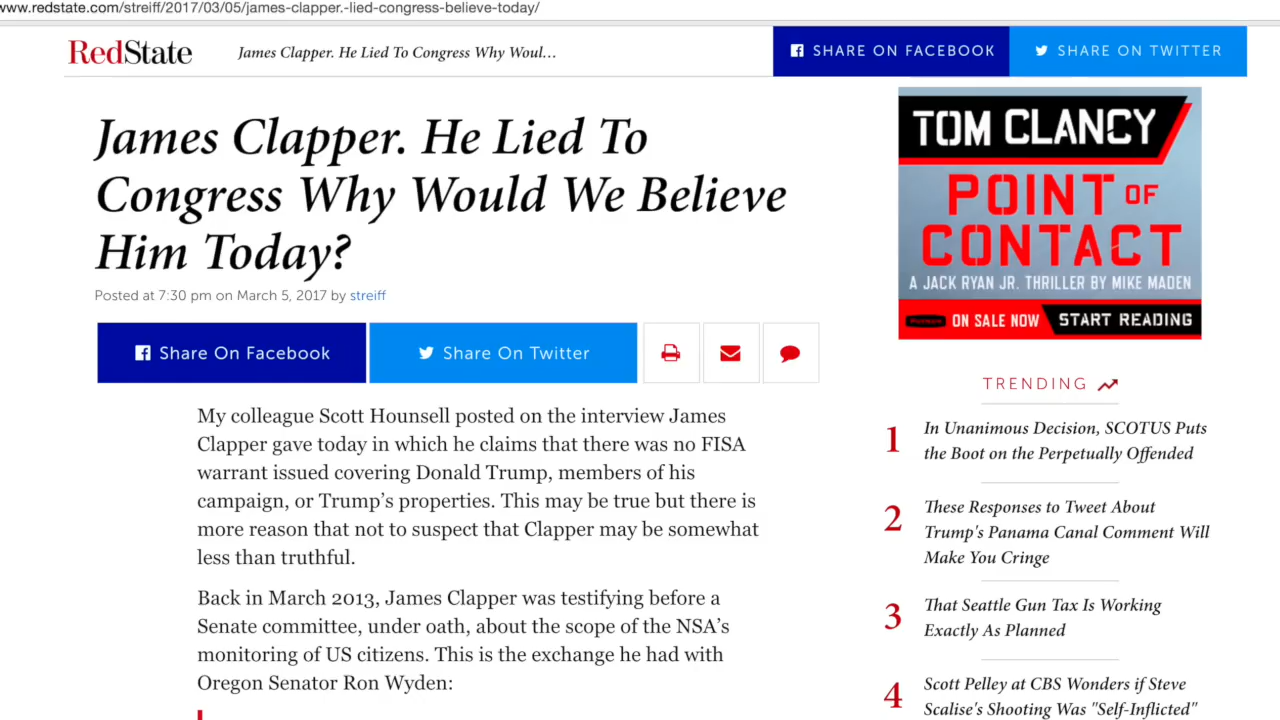 www.redstate.com/streiff/2017/03/05/james-clapper.-lied-congress-believe-today/
RedState
James Clapper. He Lied To Congress Why Woul...
SHARE ON FACEBOOK
SHARE ON TWITTER
James Clapper. He Lied To
Congress Why Would We Believe
Him Today?
Posted at 7:30 pm on March 5, 2017 by streiff
Share On Facebook
Share On Twitter
My colleague Scott Hounsell posted on the interview James
Clapper gave today in which he claims that there was no FISA
warrant issued covering Donald Trump, members of his
campaign, or Trump's properties. This may be true but there is
more reason that not to suspect that Clapper may be somewhat
less than truthful.
Back in March 2013, James Clapper was testifying before a
Senate committee, under oath, about the scope of the NSA's
monitoring of US citizens. This is the exchange he had with
Oregon Senator Ron Wyden:
TOM CLANCY
POINT OF
CONTACT
A JACK RYAN JR. THRILLER BY MIKE MADEN
ON SALE NOW
START READING
TRENDING
1
In Unanimous Decision, SCOTUS Puts
the Boot on the Perpetually Offended
2
These Responses to Tweet About
Trump's Panama Canal Comment Will
Make You Cringe
3
That Seattle Gun Tax Is Working
Exactly As Planned
4
Scott Pelley at CBS Wonders if Steve
Scalise's Shooting Was "Self-Inflicted"